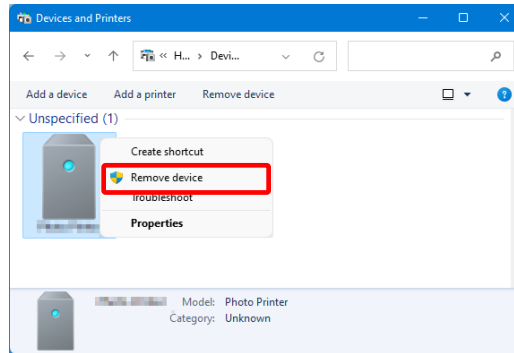 Devices and Printers
« H... › Devi...
Add a device Add a printer Remove device
Unspecified (1)
Create shortcut
Remove device
Troubleshoot
Properties
Model: Photo Printer
Category: Unknown